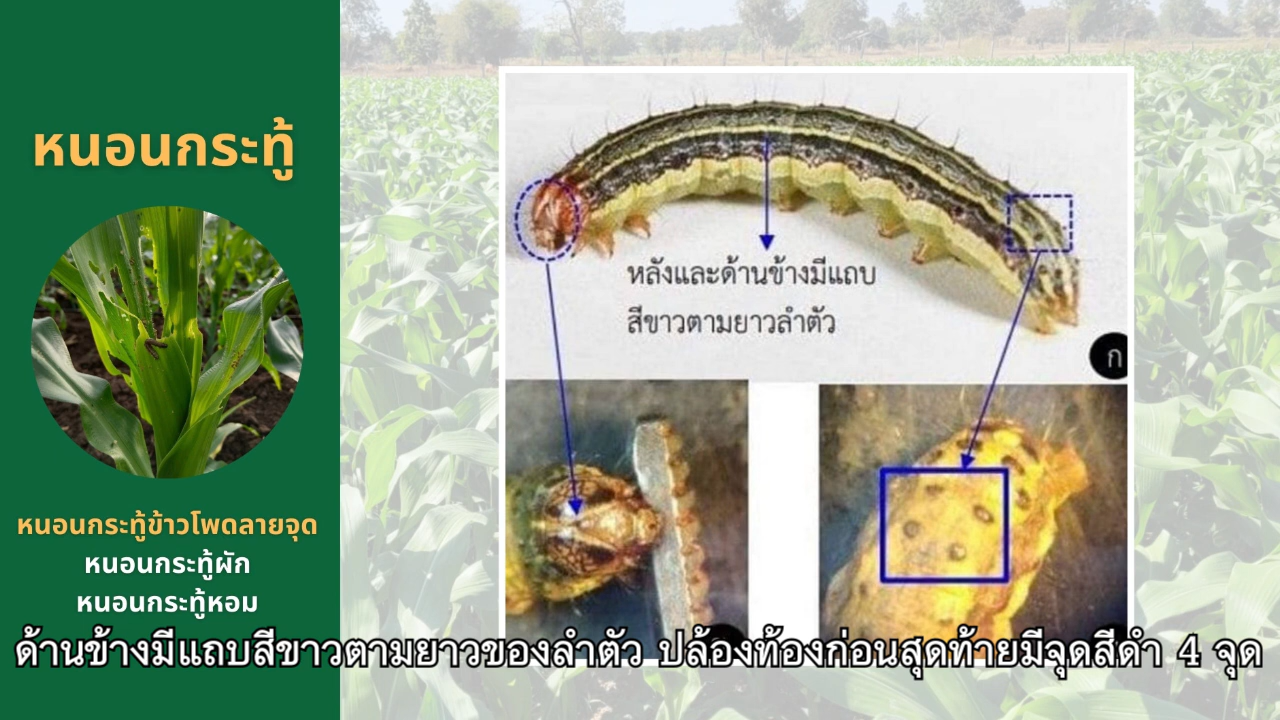 หนอนกระทู้
หนอนกระทู้ข้าวโพดลายจุด
หนอนกระทู้ผัก
หนอนกระทู้หอม
หลังและด้านข้างมีแถบ
สีขาวตามยาวลำตัว
ก
ด้านข้างมีแถบสีขาวตามยาวของลำตัว ปล้องท้องก่อนสุดท้ายมีจุดสีดำ 4 จุด